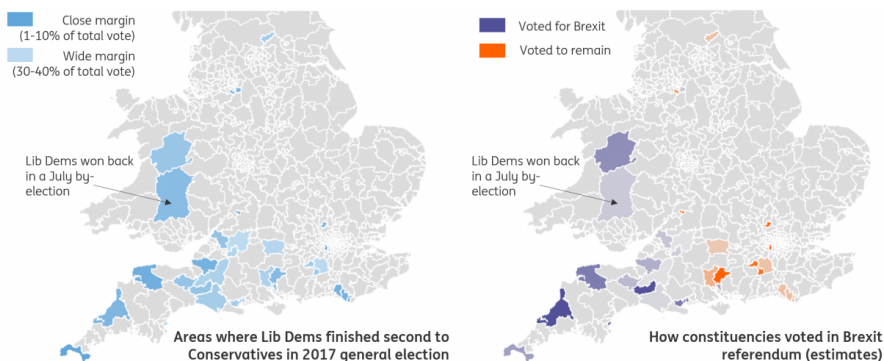 Close margin
(1-10% of total vote)
Wide margin
(30-40% of total vote)
Lib Dems won back
in a July by-
election
Areas where Lib Dems finished second to
Conservatives in 2017 general election
Voted for Brexit
Voted to remain
Lib Dems won back
in a July by-
election
How constituencies voted in Brexit
referendum (estimates)